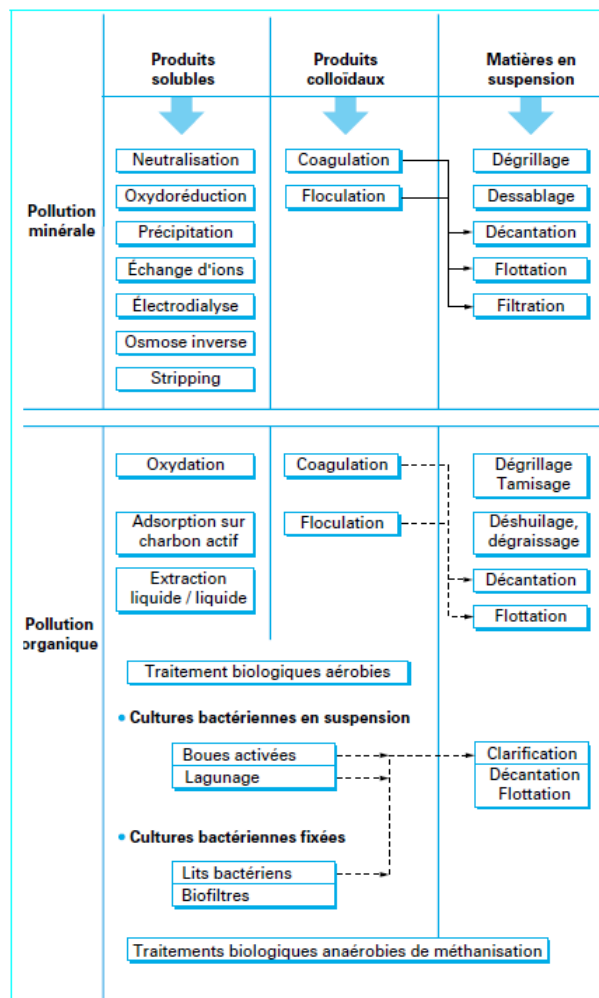 Produits
solubles
Produits
colloïdaux
Matières en
suspension
Pollution
minérale
Neutralisation
Coagulation
Dégrillage
Oxydoréduction
Floculation
Dessablage
Précipitation
Décantation
Échange d'ions
Flottation
Électrodialyse
Filtration
Osmose inverse
Stripping
Pollution
organique
Oxydation
Coagulation
Dégrillage
Tamisage
Adsorption sur
charbon actif
Floculation
Déshuilage,
dégraissage
Extraction
liquide / liquide
Décantation
Flottation
Traitement biologiques aérobies
• Cultures bactériennes en suspension
Boues activées
Lagunage
Clarification
Décantation
Flottation
• Cultures bactériennes fixées
Lits bactériens
Biofiltres
Traitements biologiques anaérobies de méthanisation